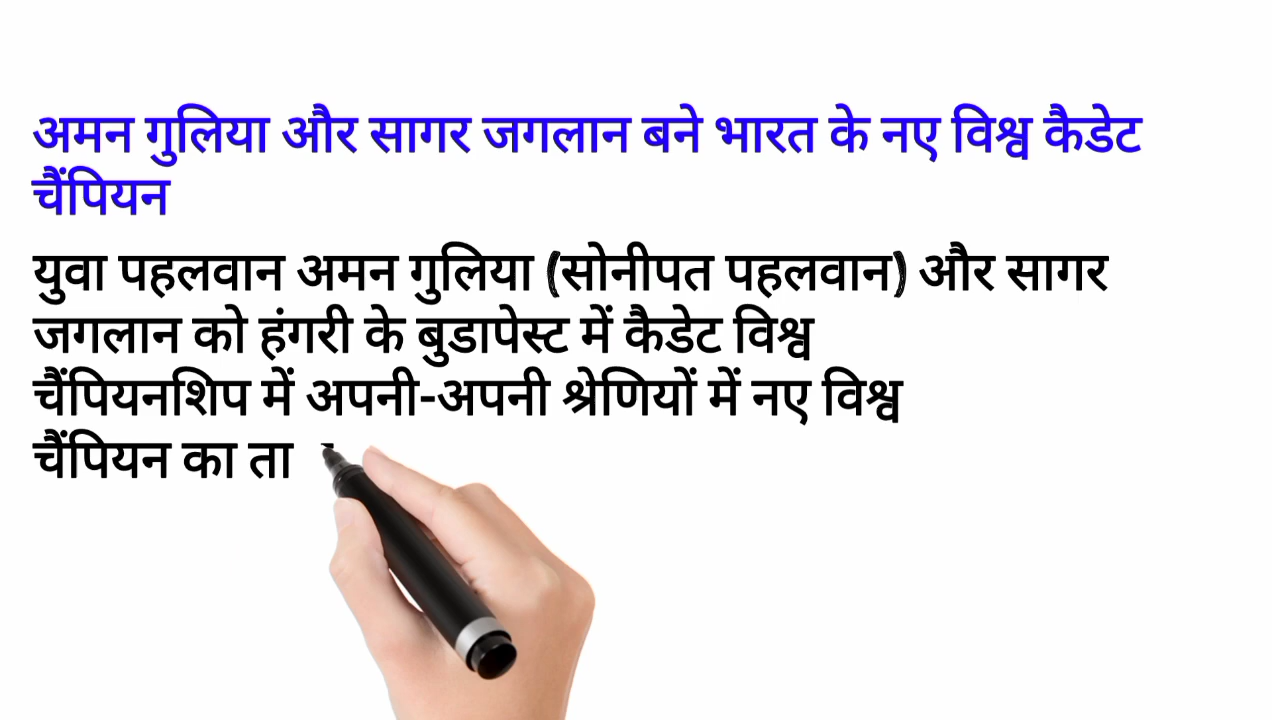 अमन गुलिया और सागर जगलान बने भारत के नए विश्व कैडेट
चैंपियन
युवा पहलवान अमन गुलिया (सोनीपत पहलवान) और सागर
जगलान को हंगरी के बुडापेस्ट में कैडेट विश्व
चैंपियनशिप में अपनी-अपनी श्रेणियों में नए विश्व
चैंपियन का ता